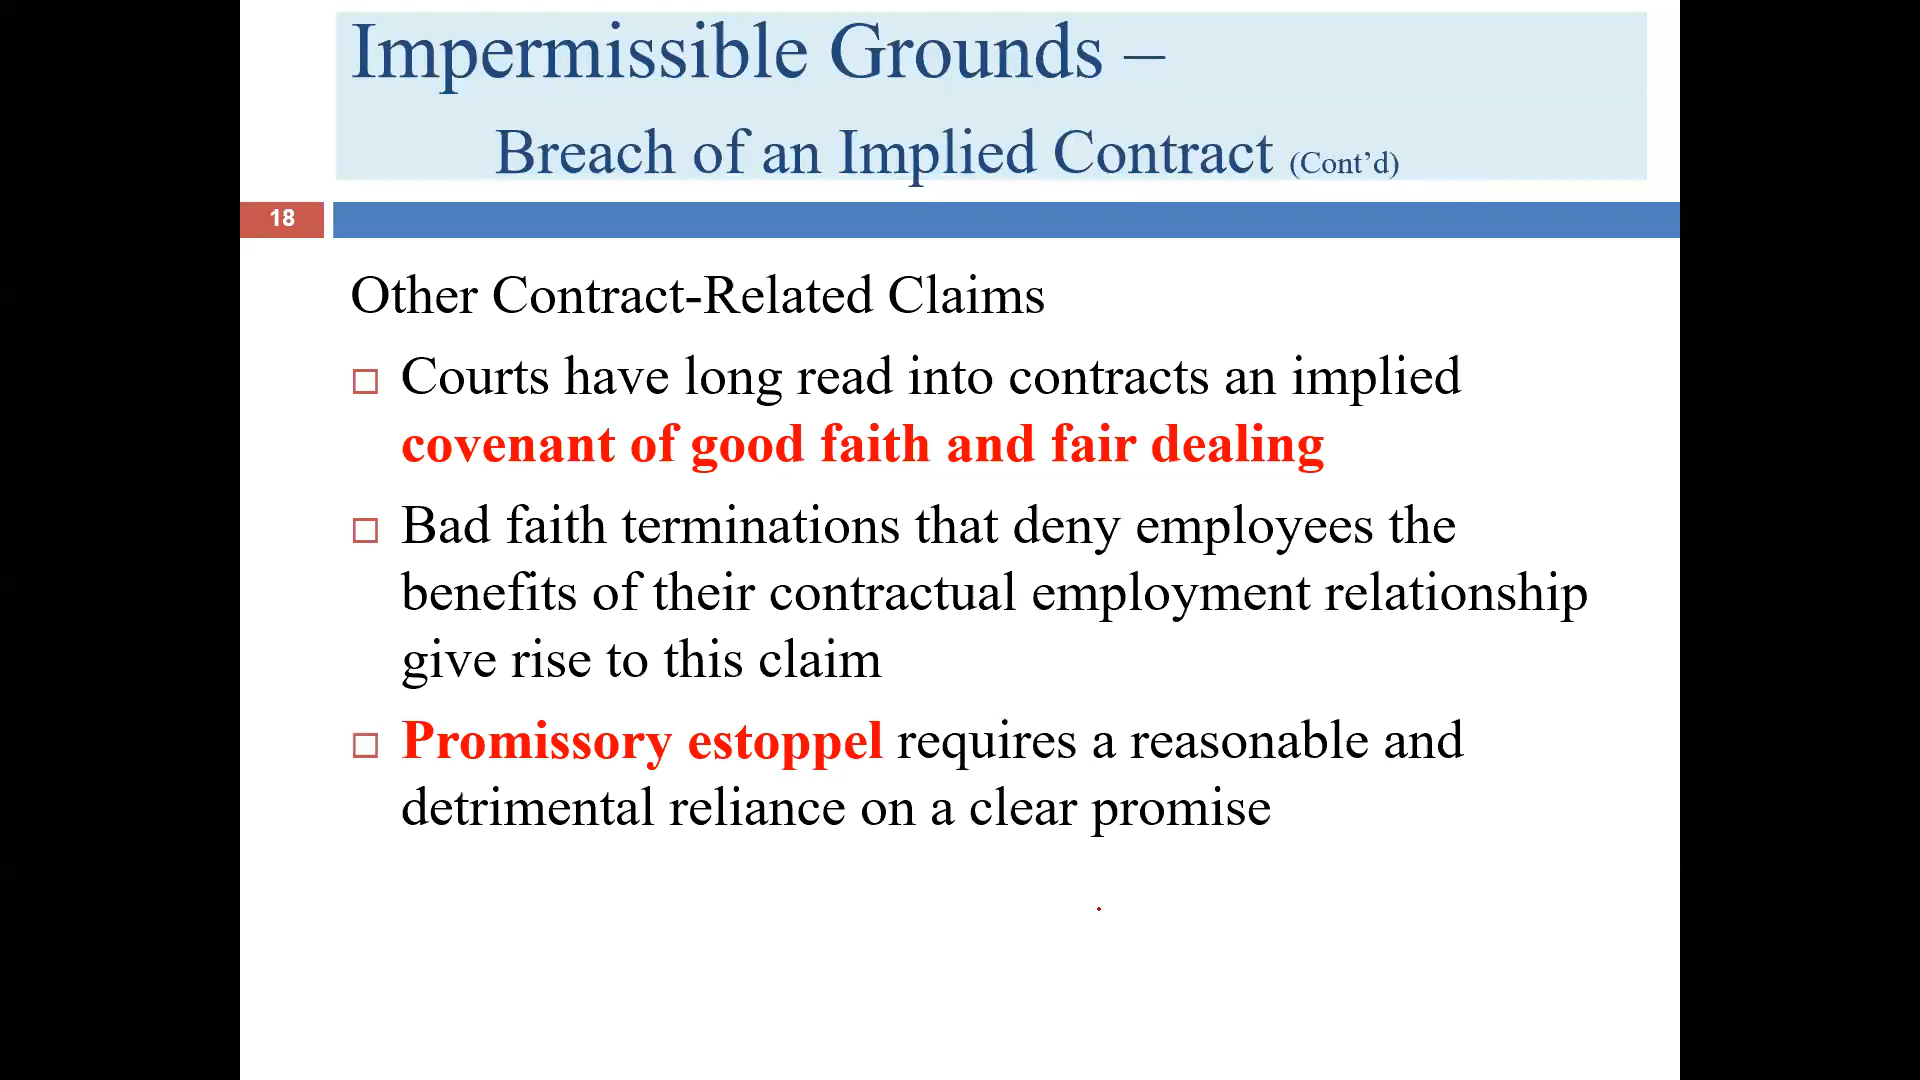 Impermissible Grounds –
Breach of an Implied Contract (Cont’d)
18
Other Contract-Related Claims
Courts have long read into contracts an implied
covenant of good faith and fair dealing
Bad faith terminations that deny employees the
benefits of their contractual employment relationship
give rise to this claim
Promissory estoppel requires a reasonable and
detrimental reliance on a clear promise